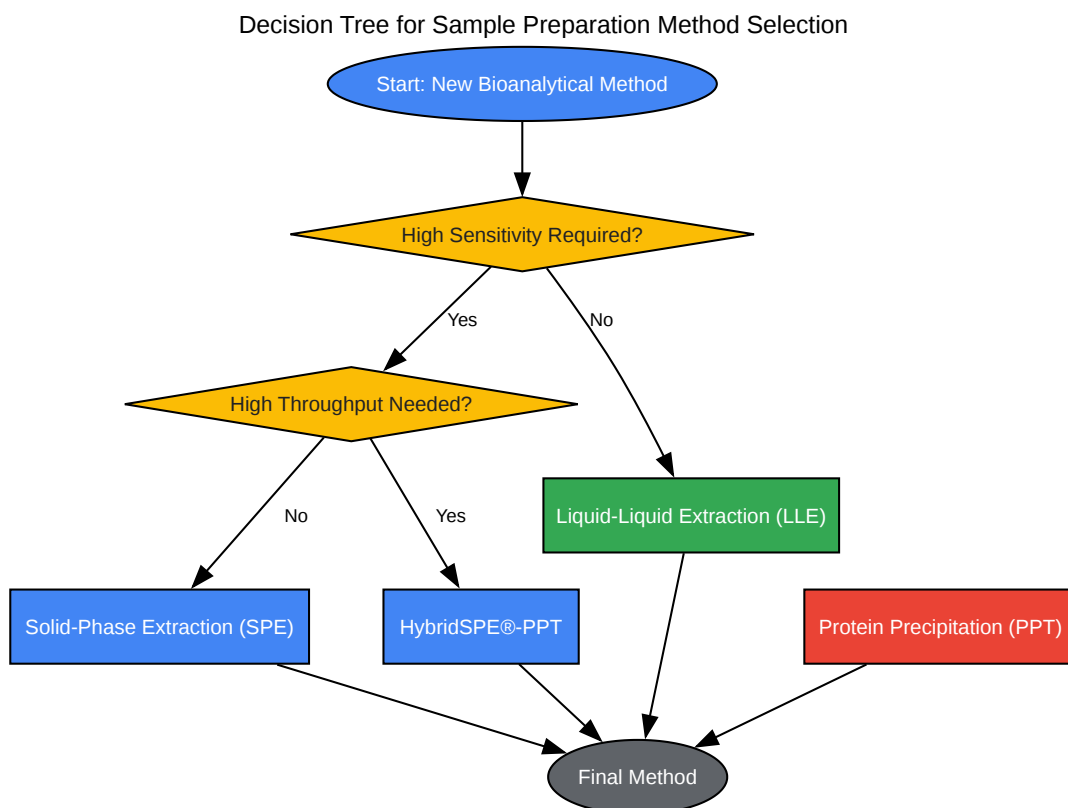 Decision Tree for Sample Preparation Method Selection
Start: New Bioanalytical Method
High Sensitivity Required?
Yes
No
High Throughput Needed?
No
Yes
Liquid-Liquid Extraction (LLE)
Solid-Phase Extraction (SPE)
HybridSPE®-PPT
Protein Precipitation (PPT)
Final Method